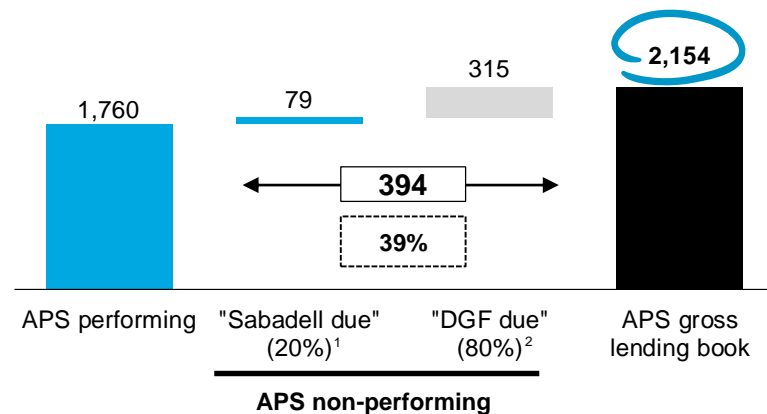 2,154
315
1,760
79
394
39%
APS performing
"Sabadell due"
(20%)1
"DGF due"
(80%)2
APS gross
lending book
APS non-performing